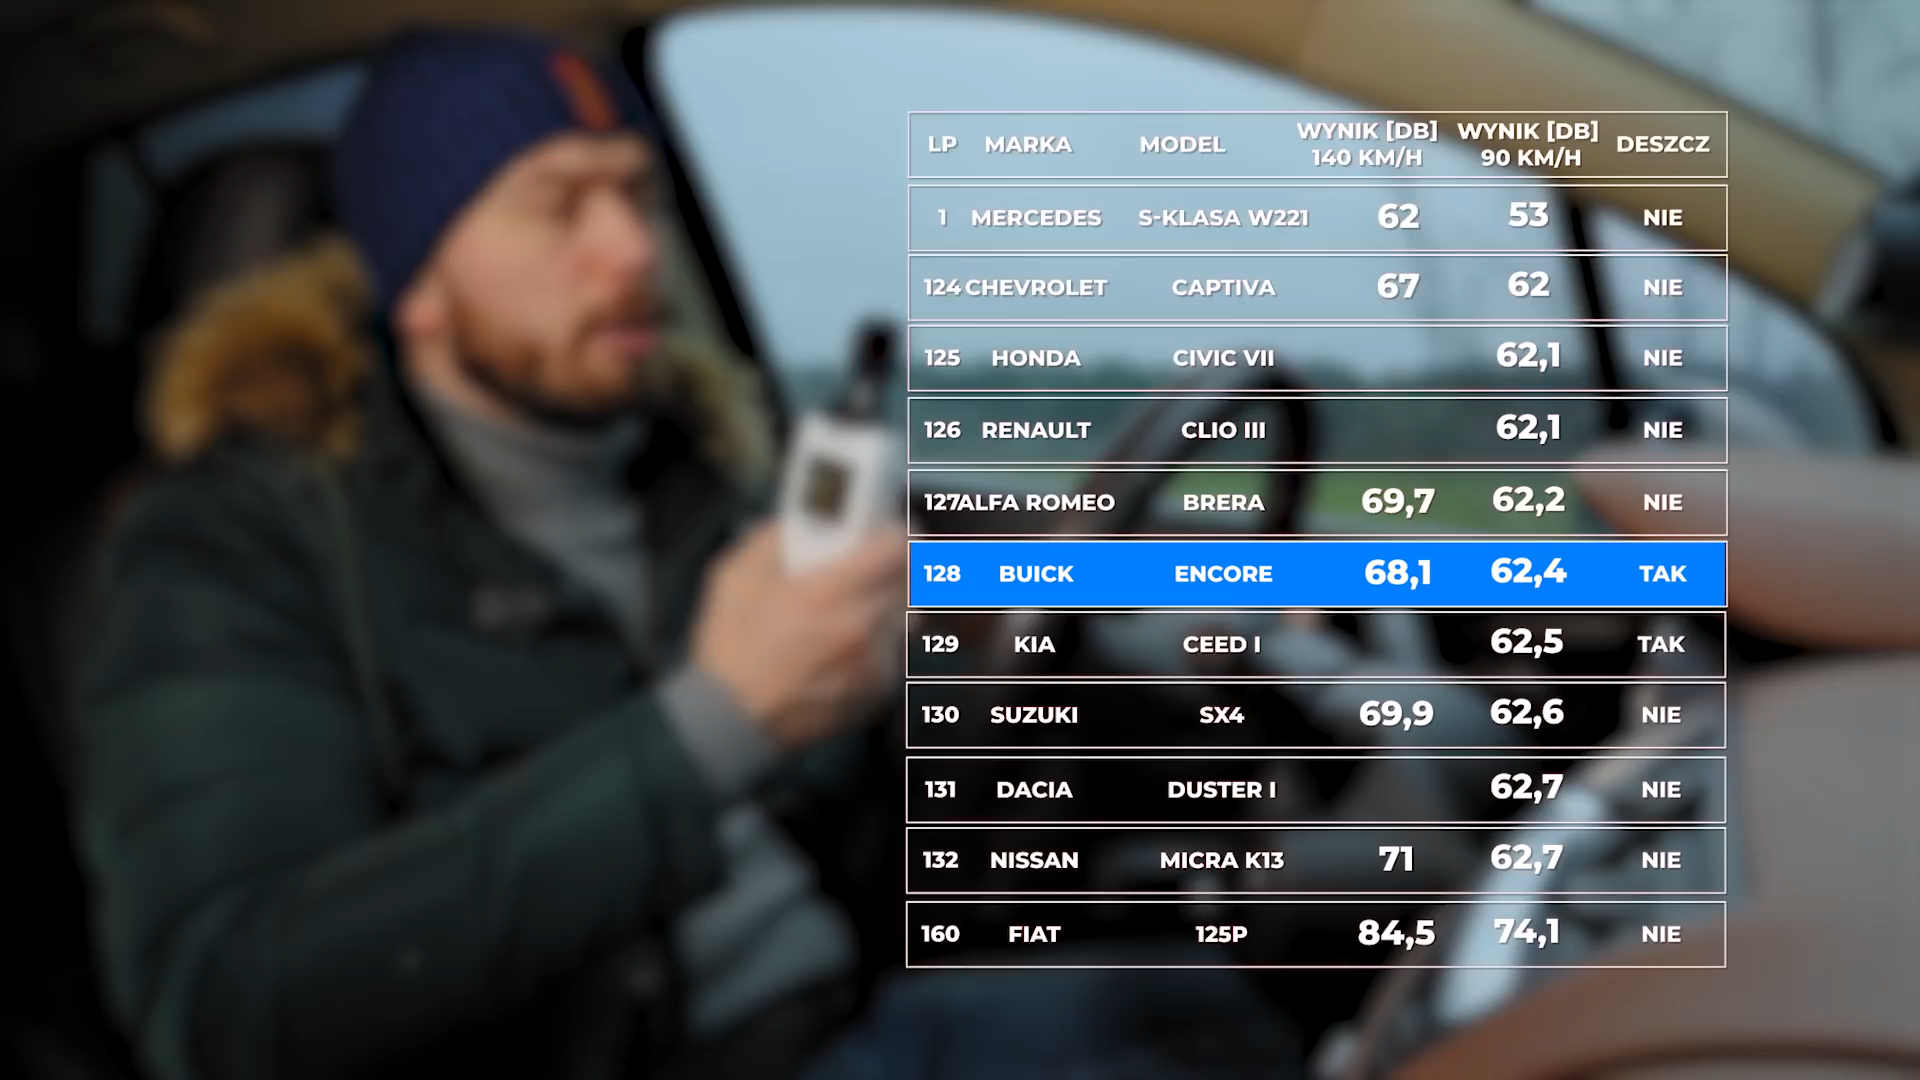 LP MARKA MODEL WYNIK [DB] 140 KM/H WYNIK [DB] 90 KM/H DESZCZ
1 MERCEDES S-KLASA W221 62 53 NIE
124 CHEVROLET CAPTIVA 67 62 NIE
125 HONDA CIVIC VII 62,1 NIE
126 RENAULT CLIO III 62,1 NIE
127 ALFA ROMEO BRERA 69,7 62,2 NIE
128 BUICK ENCORE 68,1 62,4 TAK
129 KIA CEED I 62,5 TAK
130 SUZUKI SX4 69,9 62,6 NIE
131 DACIA DUSTER I 62,7 NIE
132 NISSAN MICRA K13 71 62,7 NIE
160 FIAT 125P 84,5 74,1 NIE